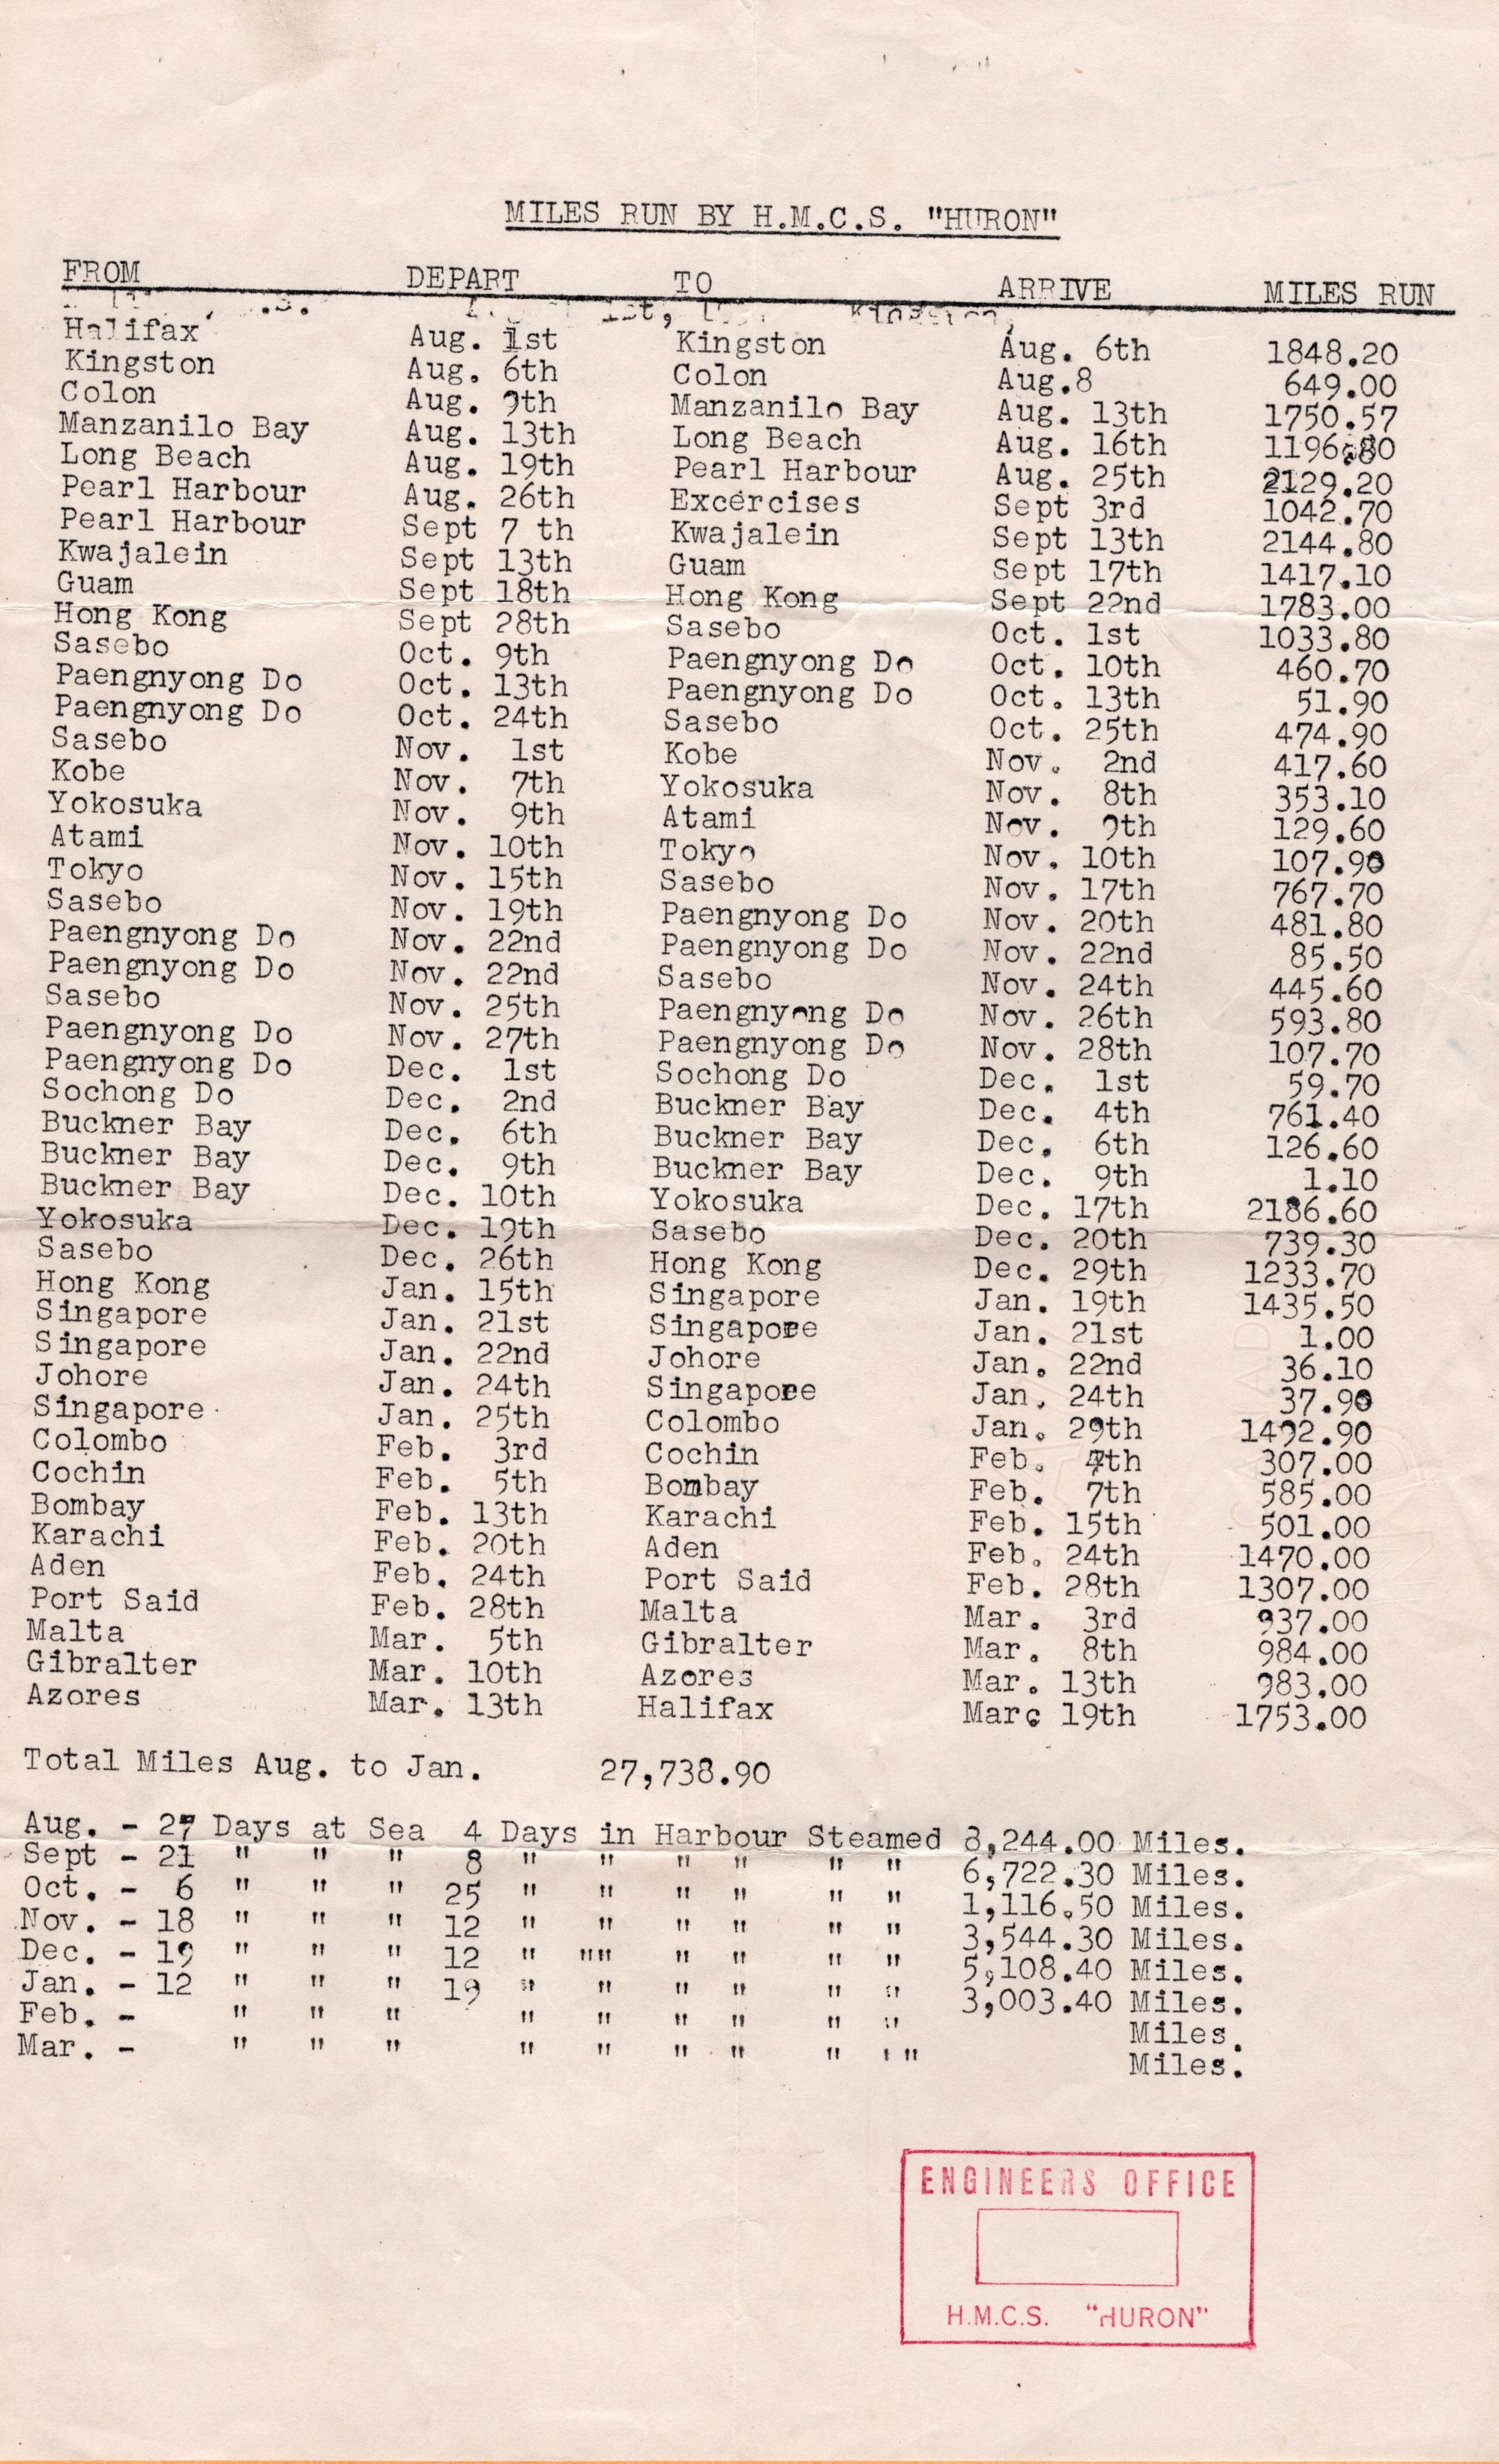 MILES RUN BY H.M.C.S. "HURON"
FROM DEPART TO ARRIVE MILES RUN
Halifax Aug. 1st Kingston Aug. 6th 1848.20
Kingston Aug. 6th Colon Aug.8 649.00
Colon Aug. 9th Manzanilo Bay Aug. 13th 1750.57
Manzanilo Bay Aug. 13th Long Beach Aug. 16th 1196.80
Long Beach Aug. 19th Pearl Harbour Aug. 25th 2129.20
Pearl Harbour Aug. 26th Excercises Sept 3rd 1042.70
Pearl Harbour Sept 7 th Kwajalein Sept 13th 2144.80
Kwajalein Sept 13th Guam Sept 17th 1417.10
Guam Sept 18th Hong Kong Sept 22nd 1783.00
Hong Kong Sept 28th Sasebo Oct. 1st 1033.80
Sasebo Oct. 9th Paengnyong Do Oct. 10th 460.70
Paengnyong Do Oct. 13th Paengnyong Do Oct. 13th 51.90
Paengnyong Do Oct. 24th Sasebo Oct. 25th 474.90
Sasebo Nov. 1st Kobe Nov. 2nd 417.60
Kobe Nov. 7th Yokosuka Nov. 8th 353.10
Yokosuka Nov. 9th Atami Nov. 9th 129.60
Atami Nov. 10th Tokyo Nov. 10th 107.90
Tokyo Nov. 15th Sasebo Nov. 17th 767.70
Sasebo Nov. 19th Paengnyong Do Nov. 20th 481.80
Paengnyong Do Nov. 22nd Paengnyong Do Nov. 22nd 85.50
Paengnyong Do Nov. 22nd Sasebo Nov. 24th 445.60
Sasebo Nov. 25th Paengnyong Do Nov. 26th 593.80
Paengnyong Do Nov. 27th Paengnyong Do Nov. 28th 107.70
Paengnyong Do Dec. 1st Sochong Do Dec. 1st 59.70
Sochong Do Dec. 2nd Buckner Bay Dec. 4th 761.40
Buckner Bay Dec. 6th Buckner Bay Dec. 6th 126.60
Buckner Bay Dec. 9th Buckner Bay Dec. 9th 1.10
Buckner Bay Dec. 10th Yokosuka Dec. 17th 2186.60
Yokosuka Dec. 19th Sasebo Dec. 20th 739.30
Sasebo Dec. 26th Hong Kong Dec. 29th 1233.70
Hong Kong Jan. 15th Singapore Jan. 19th 1435.50
Singapore Jan. 21st Singapore Jan. 21st 1.00
Singapore Jan. 22nd Johore Jan. 22nd 36.10
Johore Jan. 24th Singapore Jan. 24th 37.90
Singapore Jan. 25th Colombo Jan. 29th 1492.90
Colombo Feb. 3rd Cochin Feb. 4th 307.00
Cochin Feb. 5th Bombay Feb. 7th 585.00
Bombay Feb. 13th Karachi Feb. 15th 501.00
Karachi Feb. 20th Aden Feb. 24th 1470.00
Aden Feb. 24th Port Said Feb. 28th 1307.00
Port Said Feb. 28th Malta Mar. 3rd 937.00
Malta Mar. 5th Gibralter Mar. 8th 984.00
Gibralter Mar. 10th Azores Mar. 13th 983.00
Azores Mar. 13th Halifax Mar. 19th 1753.00
Total Miles Aug. to Jan. 27,738.90
Aug. - 27 Days at Sea 4 Days in Harbour Steamed 8,244.00 Miles.
Sept - 21 " " " 8 " " " " " " 6,722.30 Miles.
Oct. - 6 " " " 25 " " " " " " 1,116.50 Miles.
Nov. - 18 " " " 12 " " " " " " 3,544.30 Miles.
Dec. - 19 " " " 12 " "" " " " " 5,108.40 Miles.
Jan. - 12 " " " 19 " " " " " " 3,003.40 Miles.
Feb. - " " " " " " " " " Miles.
Mar. - " " " " " " " " " " Miles.
ENGINEERS OFFICE
H.M.C.S. "HURON"